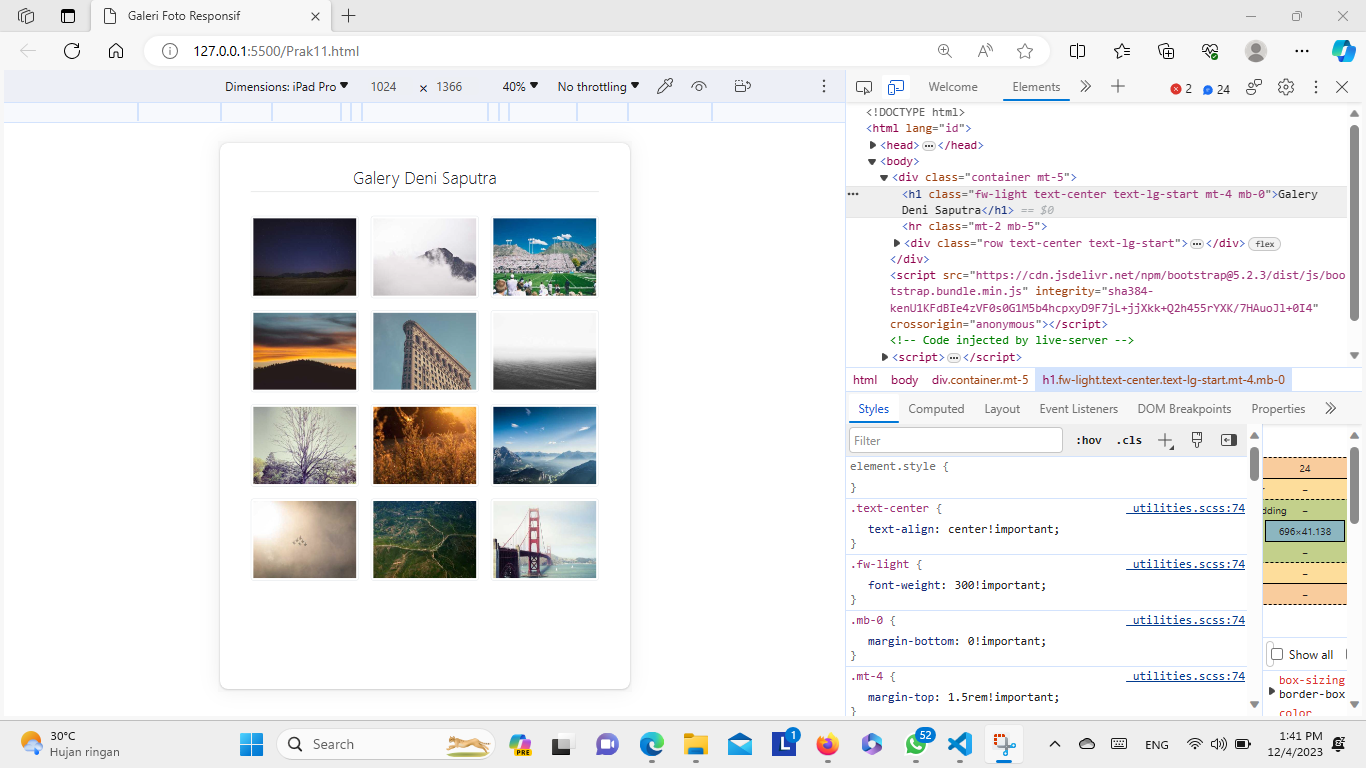 Galeri Foto Responsif
127.0.0.1:5500/Prak11.html
Dimensions: iPad Pro 1024 × 1366 40% No throttling
Welcome Elements 2 24
Galery Deni Saputra
<!DOCTYPE html>
<html lang="id">
<head> ••• </head>
<body>
<div class="container mt-5">
<h1 class="fw-light text-center text-lg-start mt-4 mb-0">Galery
Deni Saputra</h1> == $0
<hr class="mt-2 mb-5">
<div class="row text-center text-lg-start"> ••• </div> flex
</div>
<script src="https://cdn.jsdelivr.net/npm/bootstrap@5.2.3/dist/js/boo
tstrap.bundle.min.js" integrity="sha384-
kenU1KFdBIe4zVF0s0G1M5b4hcpxyD9F7jL+jjXkk+Q2h455rYXK/7HAuoJl+0I4"
crossorigin="anonymous"></script>
<!-- Code injected by live-server -->
<script> ••• </script>
html body div.container.mt-5 h1.fw-light.text-center.text-lg-start.mt-4.mb-0
Styles Computed Layout Event Listeners DOM Breakpoints Properties
Filter :hov .cls
element.style {
}
.text-center { _utilities.scss:74
text-align: center!important;
}
.fw-light { _utilities.scss:74
font-weight: 300!important;
}
.mb-0 { _utilities.scss:74
margin-bottom: 0!important;
}
.mt-4 { _utilities.scss:74
margin-top: 1.5rem!important;
}
24
–
dding –
696×41.138
–
–
–
Show all
box-sizing
border-box
color
30°C
Hujan ringan
Search
PRE
1
52
ENG
1:41 PM
12/4/2023